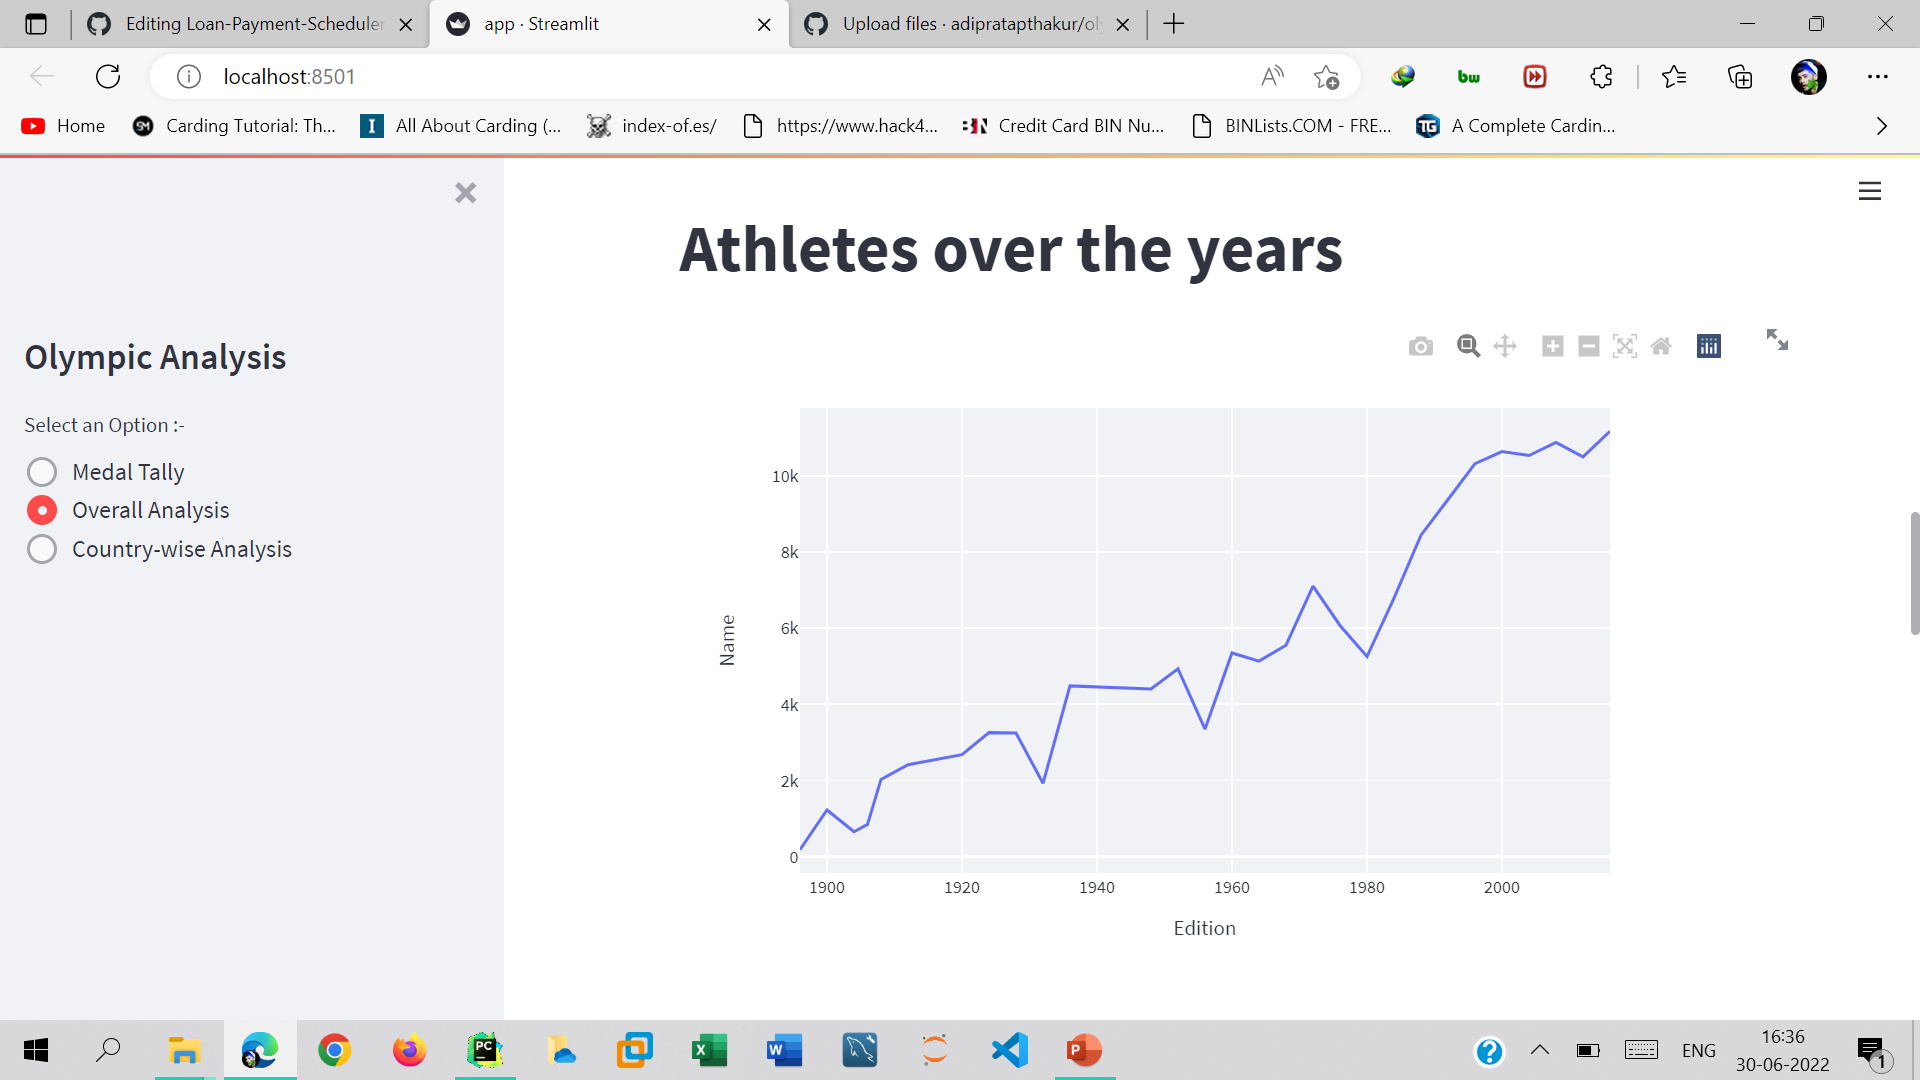 Editing Loan-Payment-Scheduler
app · Streamlit
Upload files · adipratapthakur/oly
localhost:8501
Home
Carding Tutorial: Th...
All About Carding (...
index-of.es/
https://www.hack4...
Credit Card BIN Nu...
BINLists.COM - FRE...
A Complete Cardin...
Olympic Analysis
Select an Option :-
Medal Tally
Overall Analysis
Country-wise Analysis
Athletes over the years
10k
8k
6k
4k
2k
0
Name
1900 1920 1940 1960 1980 2000
Edition
ENG
16:36
30-06-2022
1